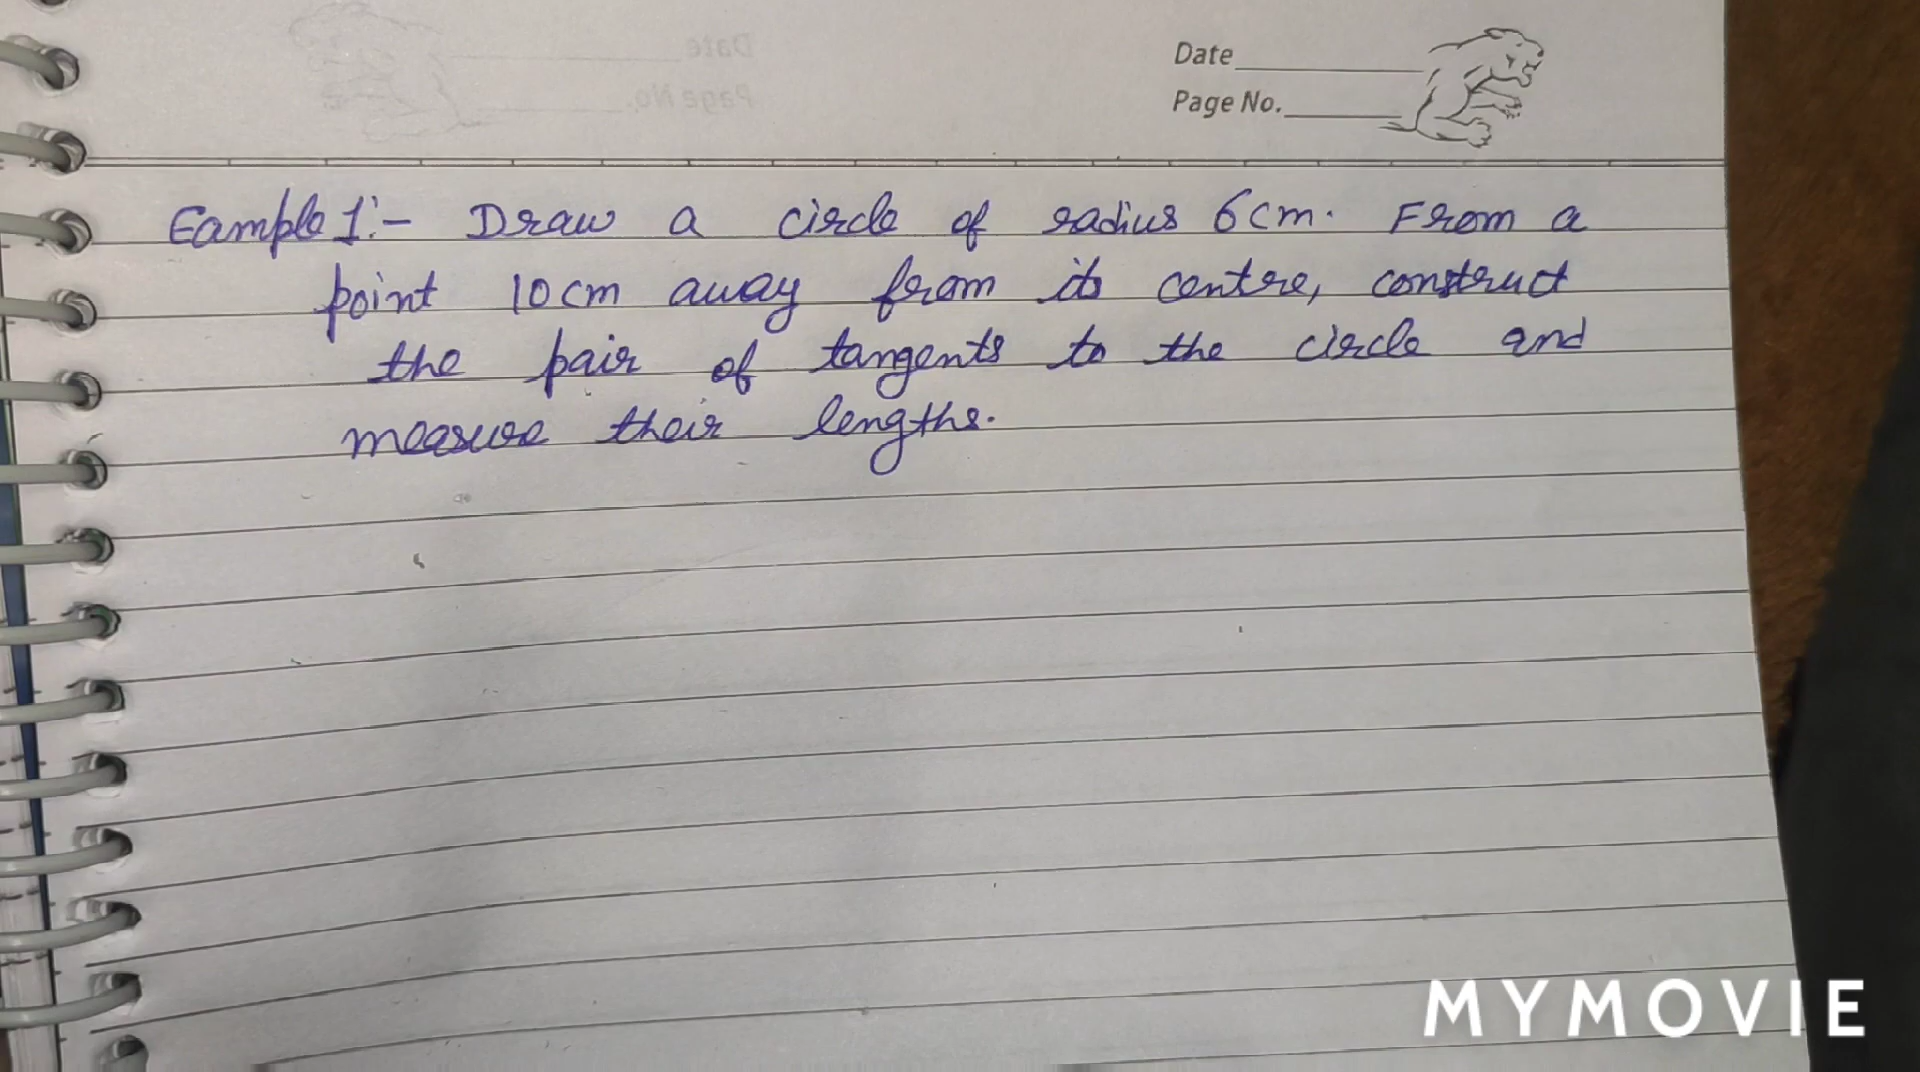 Date
Page No.
Eample 1:- Draw a circle of radius 6cm. From a
point 10cm away from its centre, construct
the pair of tangents to the circle and
measure their lengths.
MYMOVIE